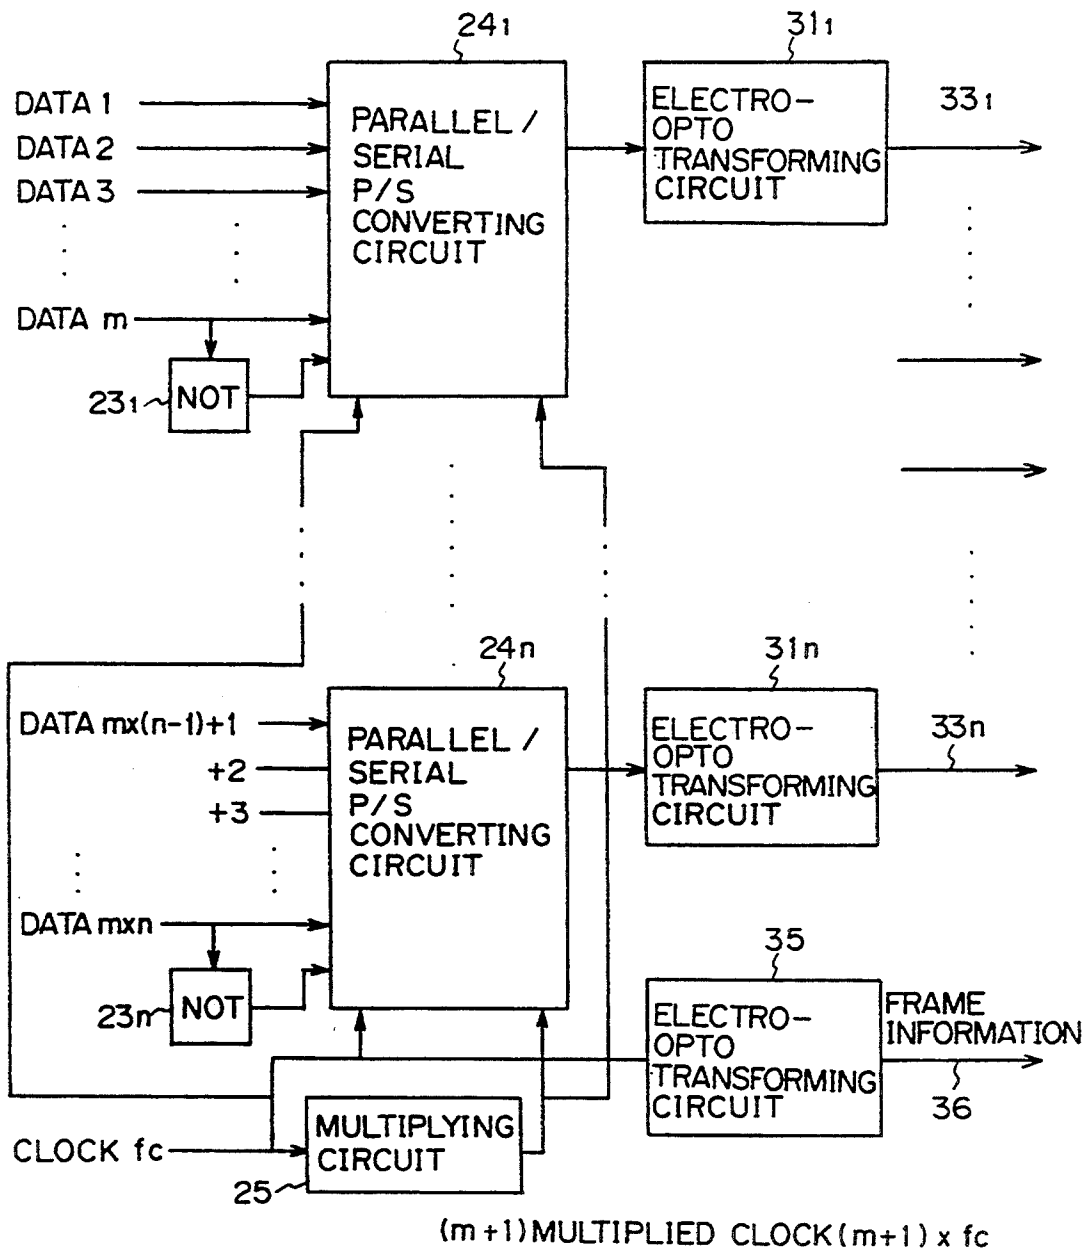 24₁
31₁
DATA 1
DATA 2
DATA 3
DATA m
PARALLEL /
SERIAL
P/S
CONVERTING
CIRCUIT
ELECTRO-
OPTO
TRANSFORMING
CIRCUIT
33₁
23₁
NOT
24n
31n
DATA mx(n-1)+1
+2
+3
DATA mxn
PARALLEL /
SERIAL
P/S
CONVERTING
CIRCUIT
ELECTRO-
OPTO
TRANSFORMING
CIRCUIT
33n
23n
NOT
35
ELECTRO-
OPTO
TRANSFORMING
CIRCUIT
FRAME
INFORMATION
36
CLOCK fc
MULTIPLYING
CIRCUIT
25
(m+1) MULTIPLIED CLOCK (m+1) x fc